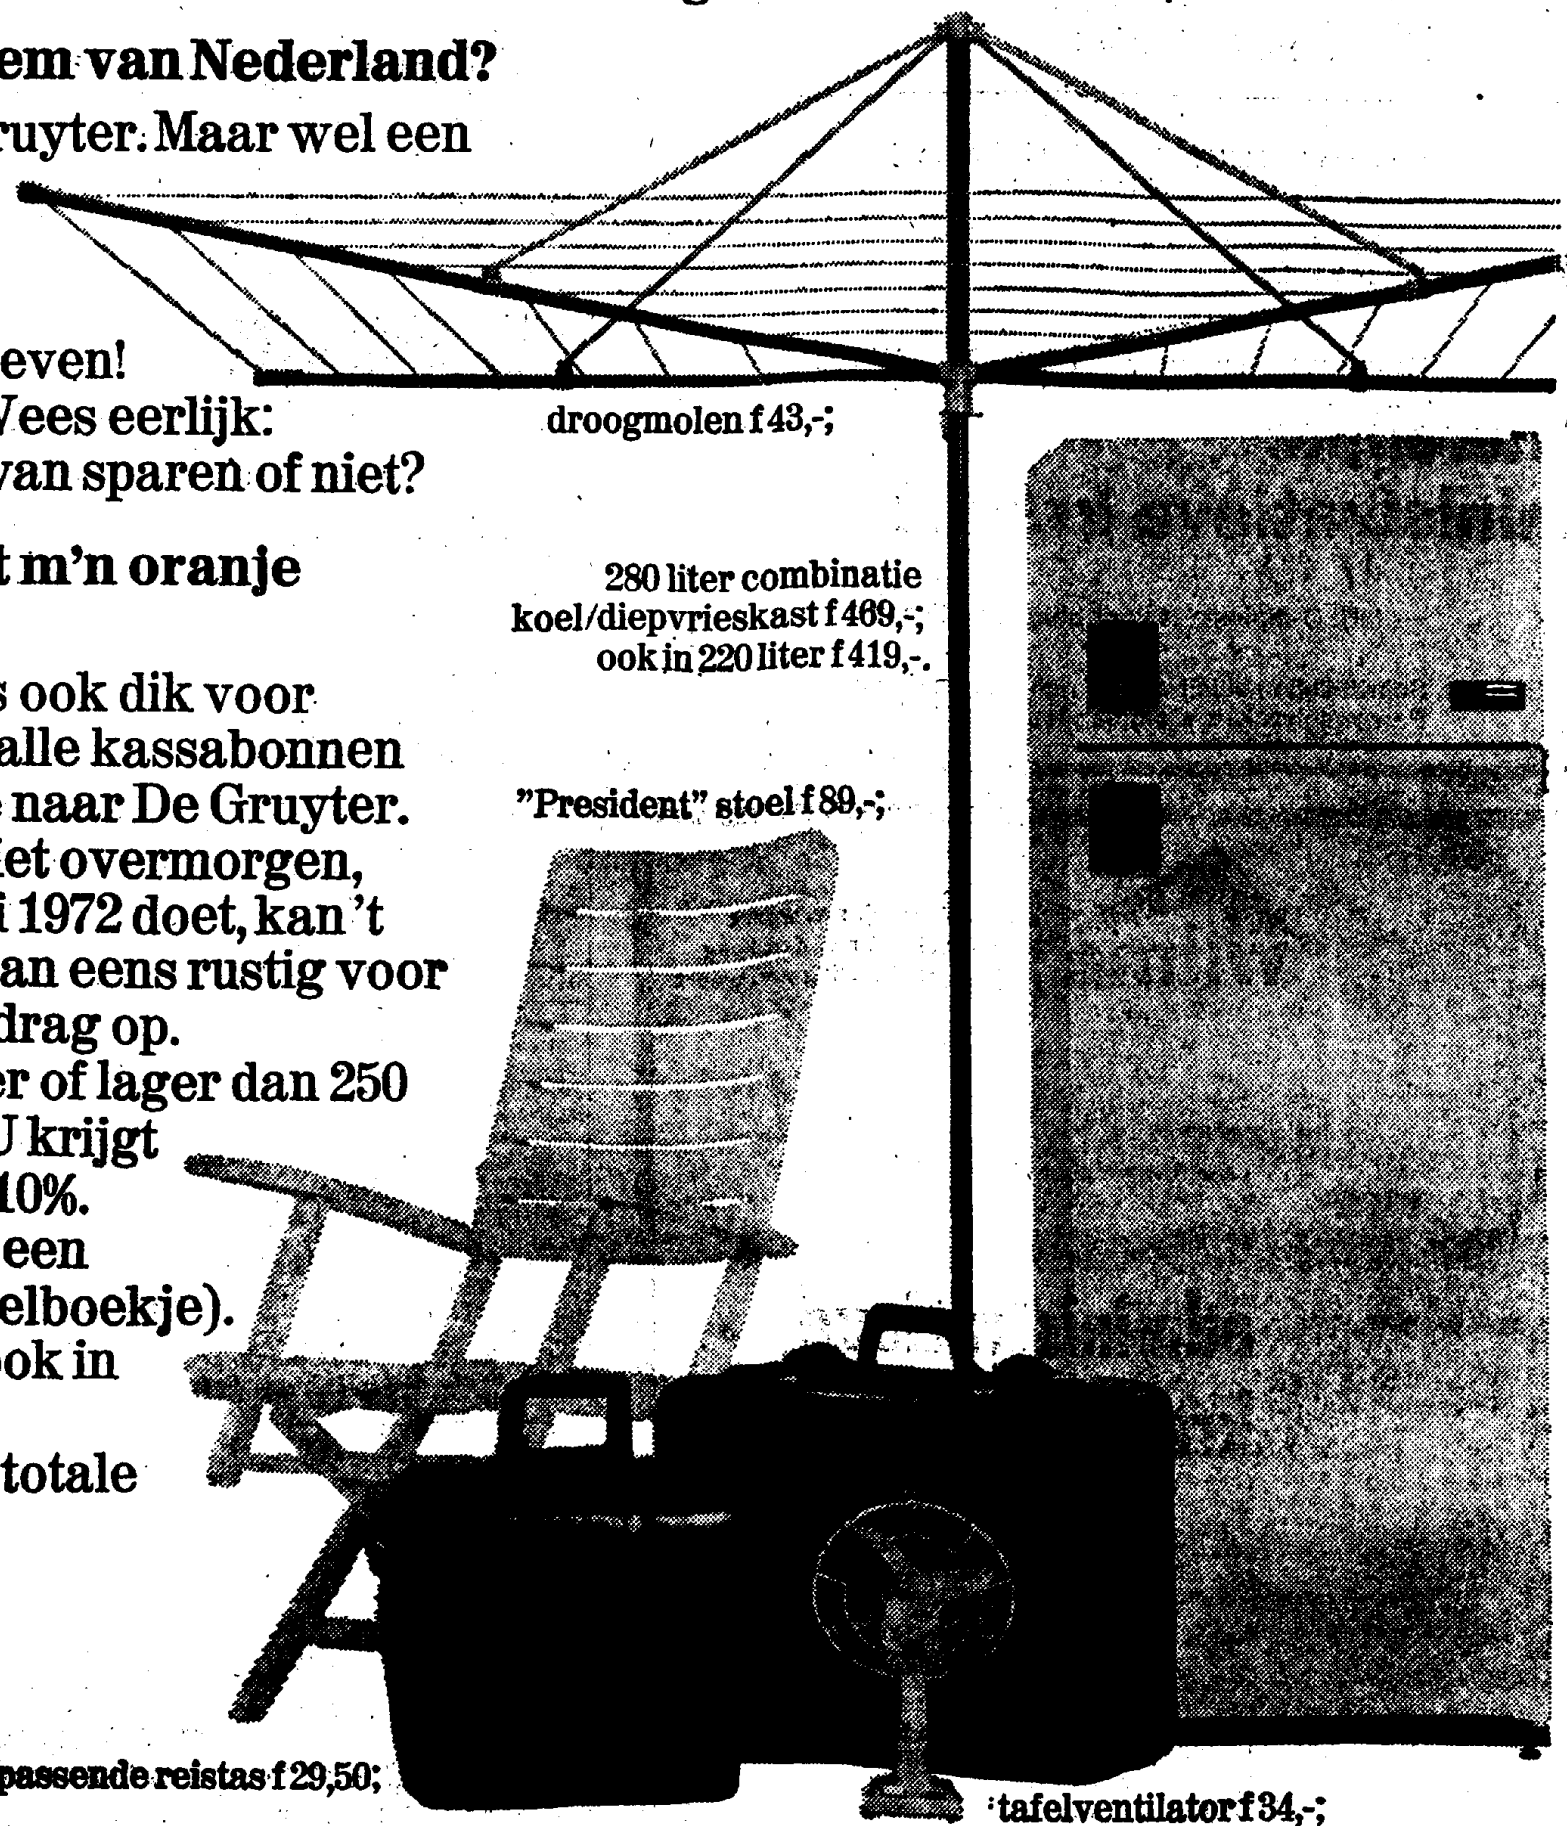 em van Nederland?
ruyter. Maar wel een
even!
Wees eerlijk:
van sparen of niet?
t m'n oranje
s ook dik voor
alle kassabonnen
e naar De Gruyter.
iet overmorgen,
i 1972 doet, kan 't
an eens rustig voor
drag op.
er of lager dan 250
U krijgt
10%.
een
elboekje).
ook in
totale
droogmolen f 43,-;
280 liter combinatie
koel/diepvrieskast f 469,-;
ook in 220 liter f 419,-.
"President" stoel f 89,-;
passende reistas f 29,50;
tafelventilator f 34,-;